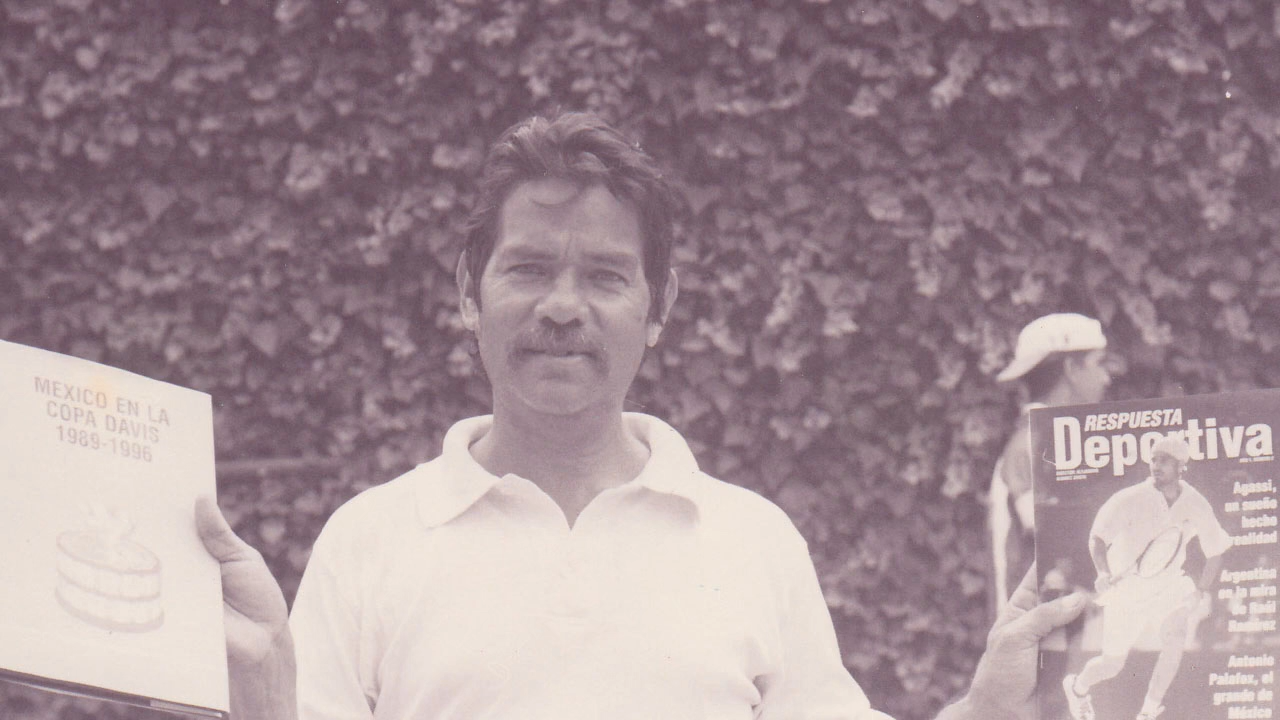 MEXICO EN LA
COPA DAVIS
1989-1996
RESPUESTA
Deportiva
Agassi,
un sueño
hecho
realidad
Argentina
en la mira
de Raúl
Ramírez
Antonio
Palafox, el
grande de
México